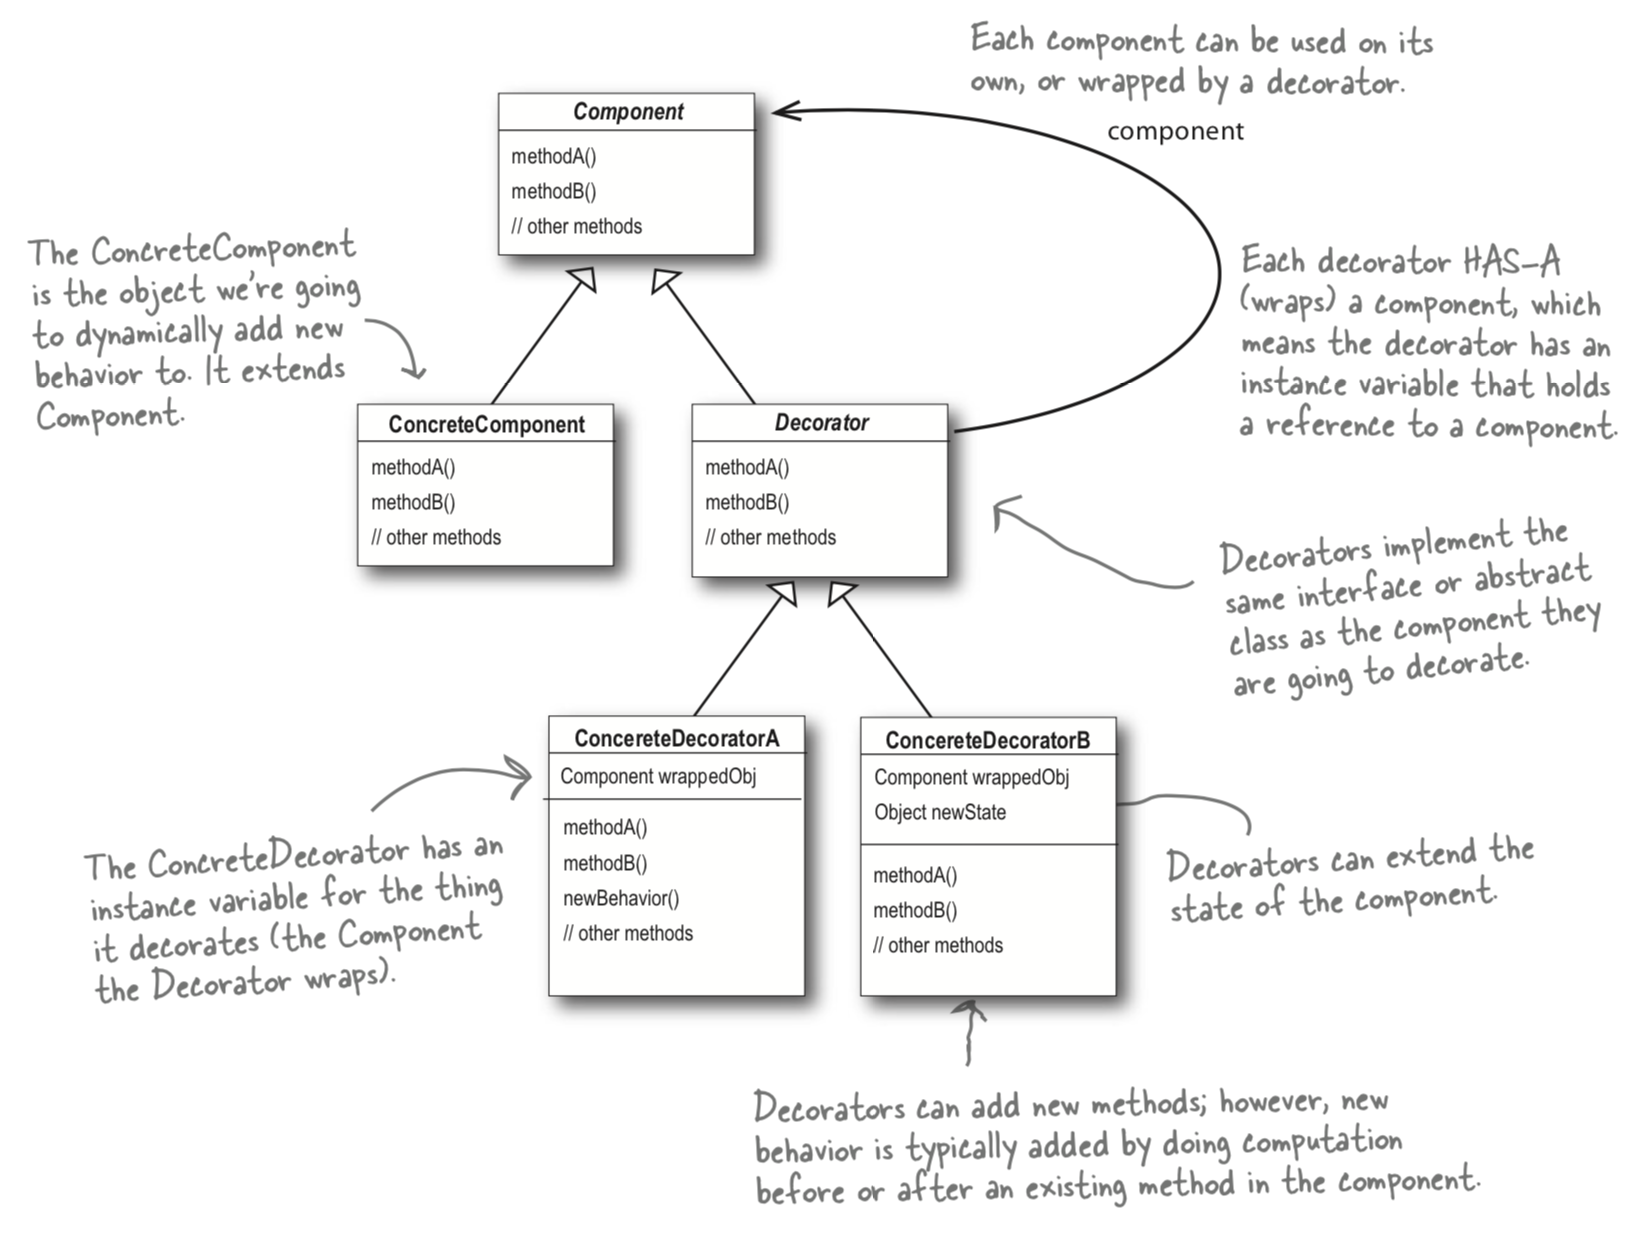 Each component can be used on its
own, or wrapped by a decorator.
component
Component
methodA()
methodB()
// other methods
The ConcreteComponent
is the object we're going
to dynamically add new
behavior to. It extends
Component.
Each decorator HAS-A
(wraps) a component, which
means the decorator has an
instance variable that holds
a reference to a component.
ConcreteComponent
methodA()
methodB()
// other methods
Decorator
methodA()
methodB()
// other methods
Decorators implement the
same interface or abstract
class as the component they
are going to decorate.
ConcereteDecoratorA
Component wrappedObj
methodA()
methodB()
newBehavior()
// other methods
ConcereteDecoratorB
Component wrappedObj
Object newState
methodA()
methodB()
// other methods
The ConcreteDecorator has an
instance variable for the thing
it decorates (the Component
the Decorator wraps).
Decorators can extend the
state of the component.
Decorators can add new methods; however, new
behavior is typically added by doing computation
before or after an existing method in the component.